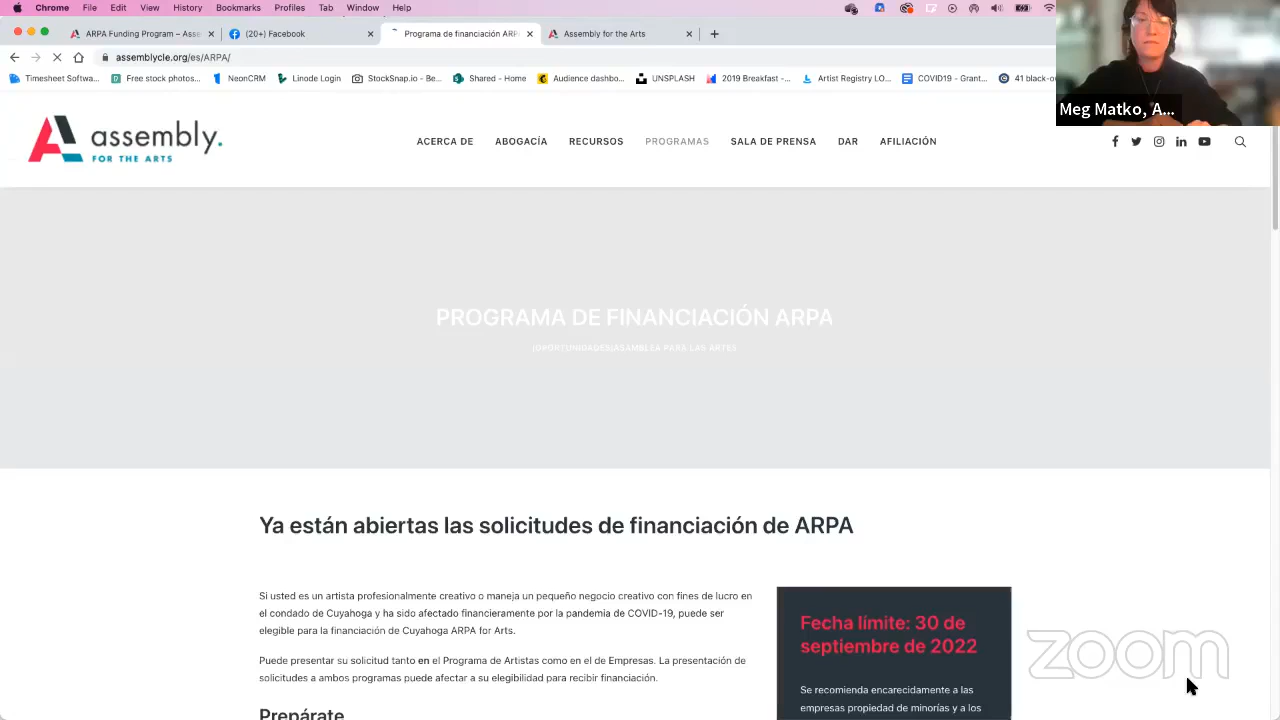 Chrome File Edit View History Bookmarks Profiles Tab Window Help
ARPA Funding Program – Asse
(20+) Facebook
Programa de financiación ARP
Assembly for the Arts
assemblycle.org/es/ARPA/
Timesheet Softwa...
Free stock photos...
NeonCRM
Linode Login
StockSnap.io - Be...
Shared - Home
Audience dashbo...
UNSPLASH
2019 Breakfast -...
Artist Registry LO...
COVID19 - Grant...
41 black-o
Meg Matko, A...
assembly.
FOR THE ARTS
ACERCA DE ABOGACÍA RECURSOS PROGRAMAS SALA DE PRENSA DAR AFILIACIÓN
PROGRAMA DE FINANCIACIÓN ARPA
|OPORTUNIDADES|ASAMBLEA PARA LAS ARTES
Ya están abiertas las solicitudes de financiación de ARPA
Si usted es un artista profesionalmente creativo o maneja un pequeño negocio creativo con fines de lucro en
el condado de Cuyahoga y ha sido afectado financieramente por la pandemia de COVID-19, puede ser
elegible para la financiación de Cuyahoga ARPA for Arts.
Puede presentar su solicitud tanto en el Programa de Artistas como en el de Empresas. La presentación de
solicitudes a ambos programas puede afectar a su elegibilidad para recibir financiación.
Prepárate
Fecha límite: 30 de
septiembre de 2022
Se recomienda encarecidamente a las
empresas propiedad de minorías y a los
zoom